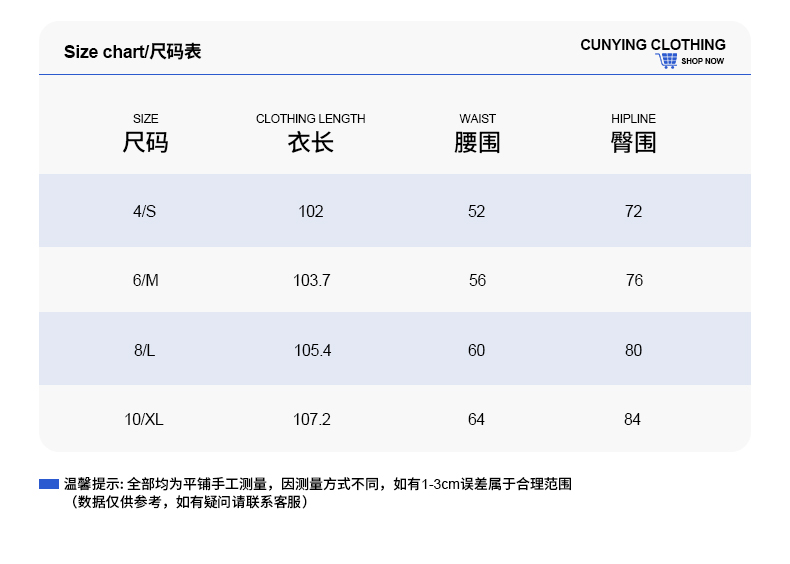 Size chart/尺码表
CUNYING CLOTHING
SHOP NOW
SIZE CLOTHING LENGTH WAIST HIPLINE
尺码 衣长 腰围 臀围
4/S 102 52 72
6/M 103.7 56 76
8/L 105.4 60 80
10/XL 107.2 64 84
温馨提示: 全部均为平铺手工测量，因测量方式不同，如有1-3cm误差属于合理范围
（数据仅供参考，如有疑问请联系客服）